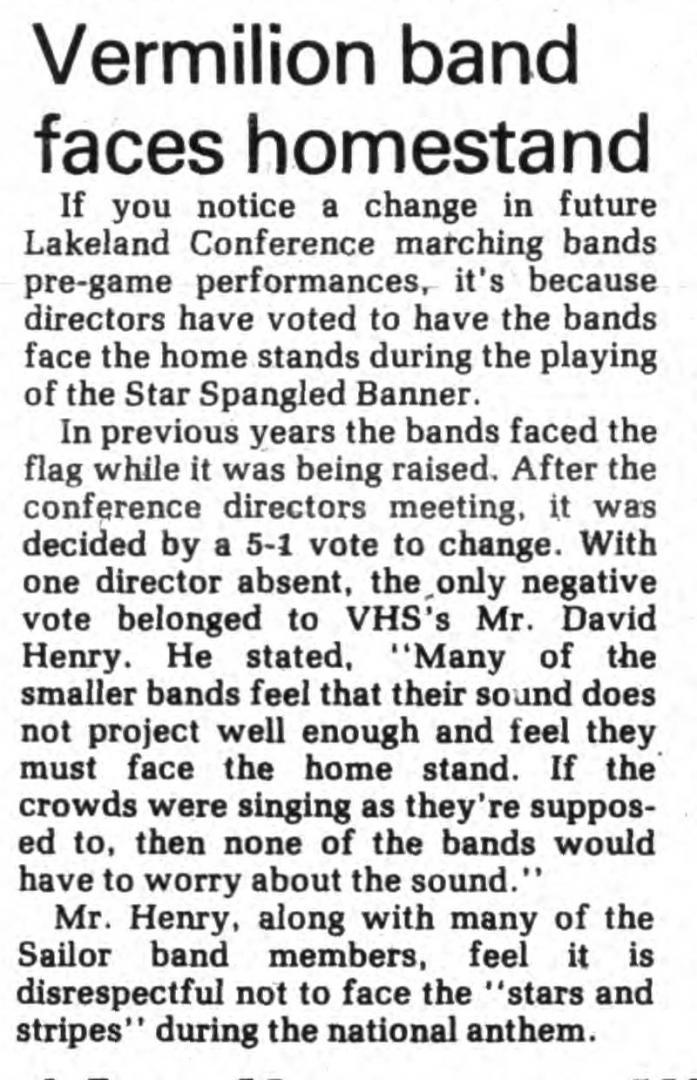 Vermilion band
faces homestand
If you notice a change in future
Lakeland Conference marching bands
pre-game performances, it's because
directors have voted to have the bands
face the home stands during the playing
of the Star Spangled Banner.
In previous years the bands faced the
flag while it was being raised. After the
conference directors meeting, it was
decided by a 5-1 vote to change. With
one director absent, the only negative
vote belonged to VHS's Mr. David
Henry. He stated, "Many of the
smaller bands feel that their sound does
not project well enough and feel they
must face the home stand. If the
crowds were singing as they're suppos-
ed to, then none of the bands would
have to worry about the sound."
Mr. Henry, along with many of the
Sailor band members, feel it is
disrespectful not to face the "stars and
stripes" during the national anthem.